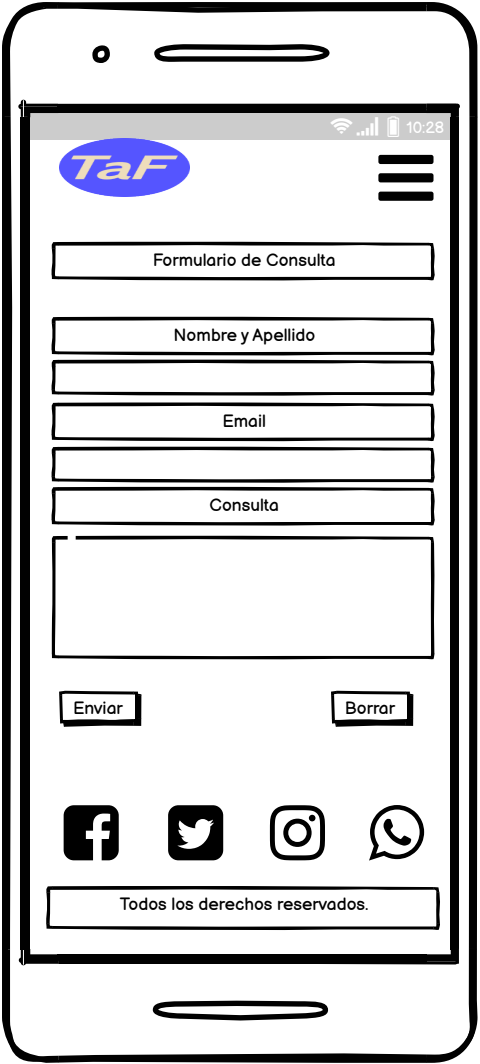 10:28
TaF
Formulario de Consulta
Nombre y Apellido
Email
Consulta
Enviar
Borrar
Todos los derechos reservados.